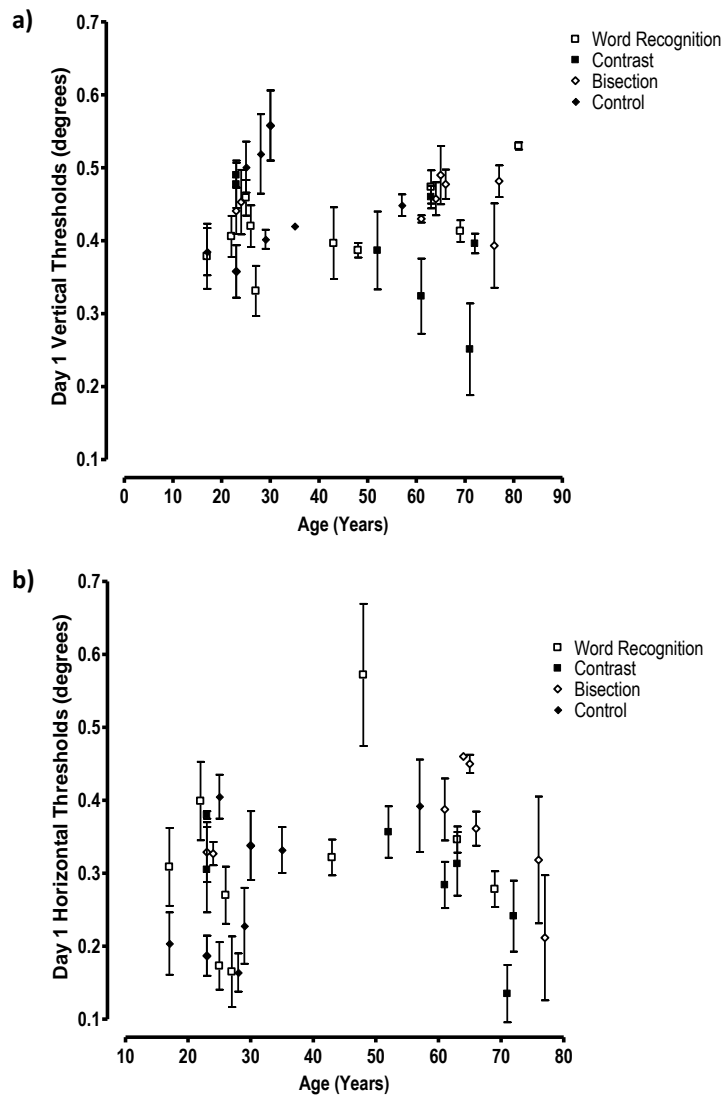 a)
0.7
0.6
0.5
0.4
0.3
0.2
0.1
Day 1 Vertical Thresholds (degrees)
0 10 20 30 40 50 60 70 80 90
Age (Years)
Word Recognition
Contrast
Bisection
Control
b)
0.7
0.6
0.5
0.4
0.3
0.2
0.1
Day 1 Horizontal Thresholds (degrees)
10 20 30 40 50 60 70 80
Age (Years)
Word Recognition
Contrast
Bisection
Control